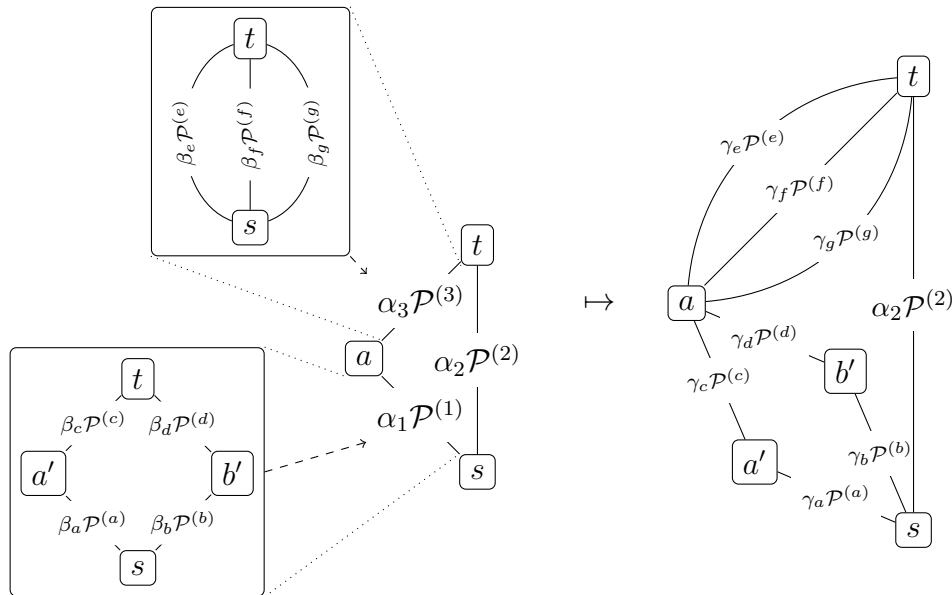 t
β_e𝒫^(e)
β_f𝒫^(f)
β_g𝒫^(g)
s
t
α_3𝒫^(3)
a
α_2𝒫^(2)
α_1𝒫^(1)
s
t
β_c𝒫^(c)
β_d𝒫^(d)
a′
b′
β_a𝒫^(a)
β_b𝒫^(b)
s
↦
t
γ_e𝒫^(e)
γ_f𝒫^(f)
γ_g𝒫^(g)
a
α_2𝒫^(2)
γ_d𝒫^(d)
γ_c𝒫^(c)
b′
a′
γ_b𝒫^(b)
γ_a𝒫^(a)
s